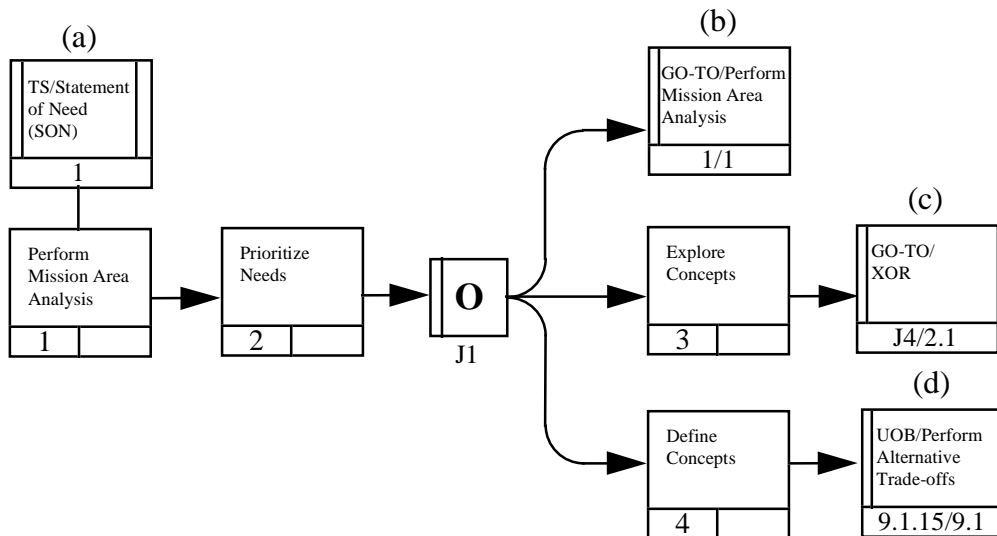 (a)
TS/Statement
of Need
(SON)
1
Perform
Mission Area
Analysis
1
Prioritize
Needs
2
O
J1
(b)
GO-TO/Perform
Mission Area
Analysis
1/1
Explore
Concepts
3
(c)
GO-TO/
XOR
J4/2.1
Define
Concepts
4
(d)
UOB/Perform
Alternative
Trade-offs
9.1.15/9.1